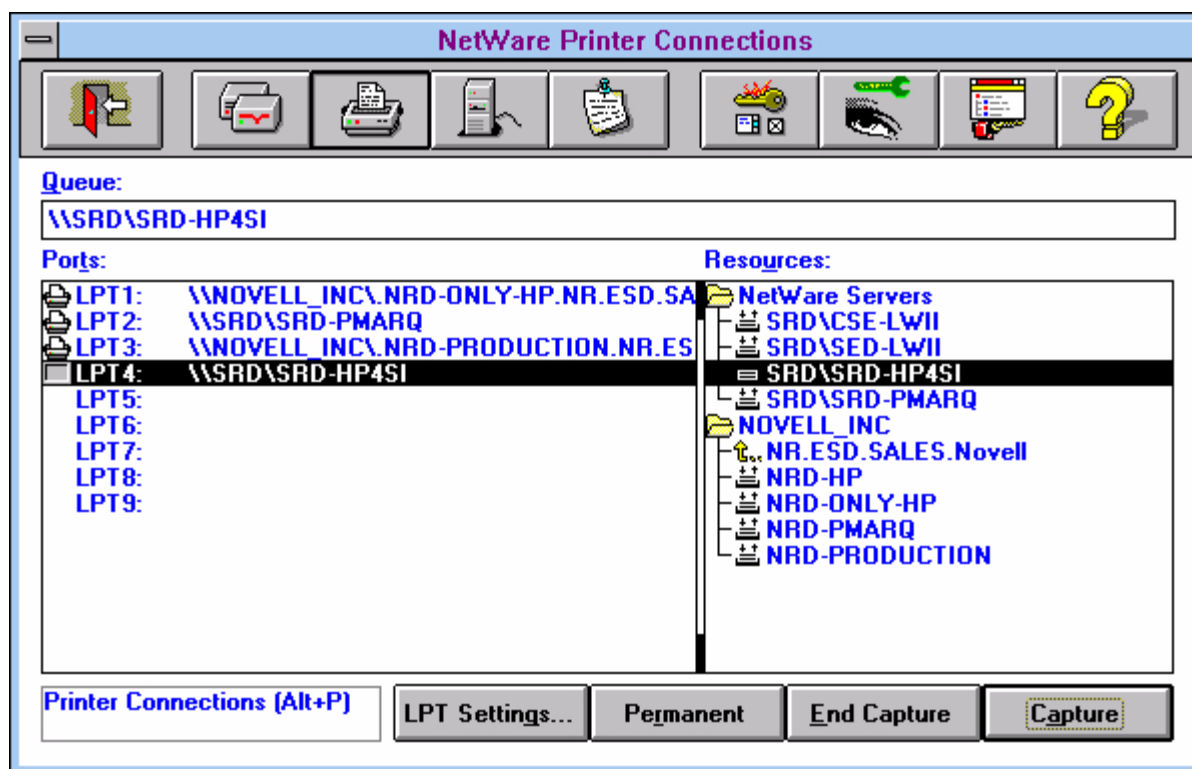 NetWare Printer Connections
Queue:
\\SRD\SRD-HP4SI
Ports:
LPT1: \\NOVELL_INC\.NRD-ONLY-HP.NR.ESD.SA
LPT2: \\SRD\SRD-PMARQ
LPT3: \\NOVELL_INC\.NRD-PRODUCTION.NR.ES
LPT4: \\SRD\SRD-HP4SI
LPT5:
LPT6:
LPT7:
LPT8:
LPT9:
Resources:
NetWare Servers
SRD\CSE-LWII
SRD\SED-LWII
SRD\SRD-HP4SI
SRD\SRD-PMARQ
NOVELL_INC
NR.ESD.SALES.Novell
NRD-HP
NRD-ONLY-HP
NRD-PMARQ
NRD-PRODUCTION
Printer Connections (Alt+P)
LPT Settings...
Permanent
End Capture
Capture